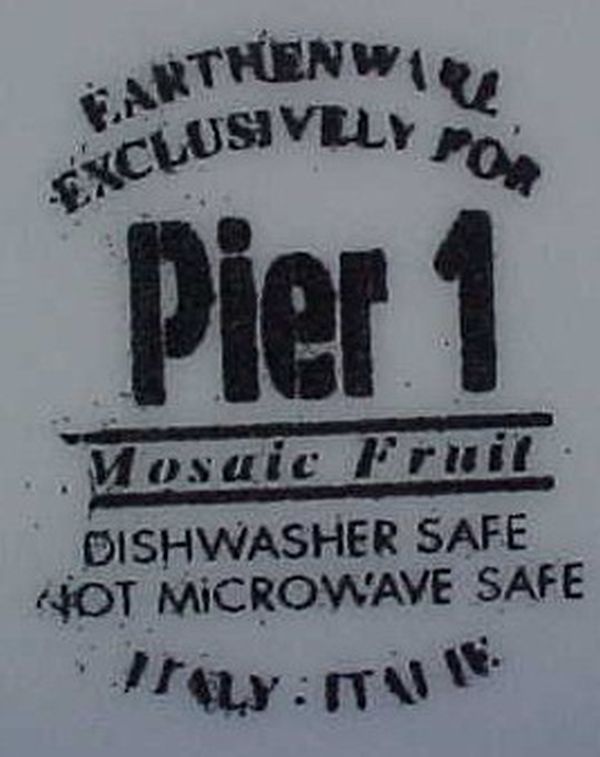 EARTHENWARE
EXCLUSIVELY FOR
Pier 1
Mosaic Fruit
DISHWASHER SAFE
NOT MICROWAVE SAFE
ITALY : ITALIE